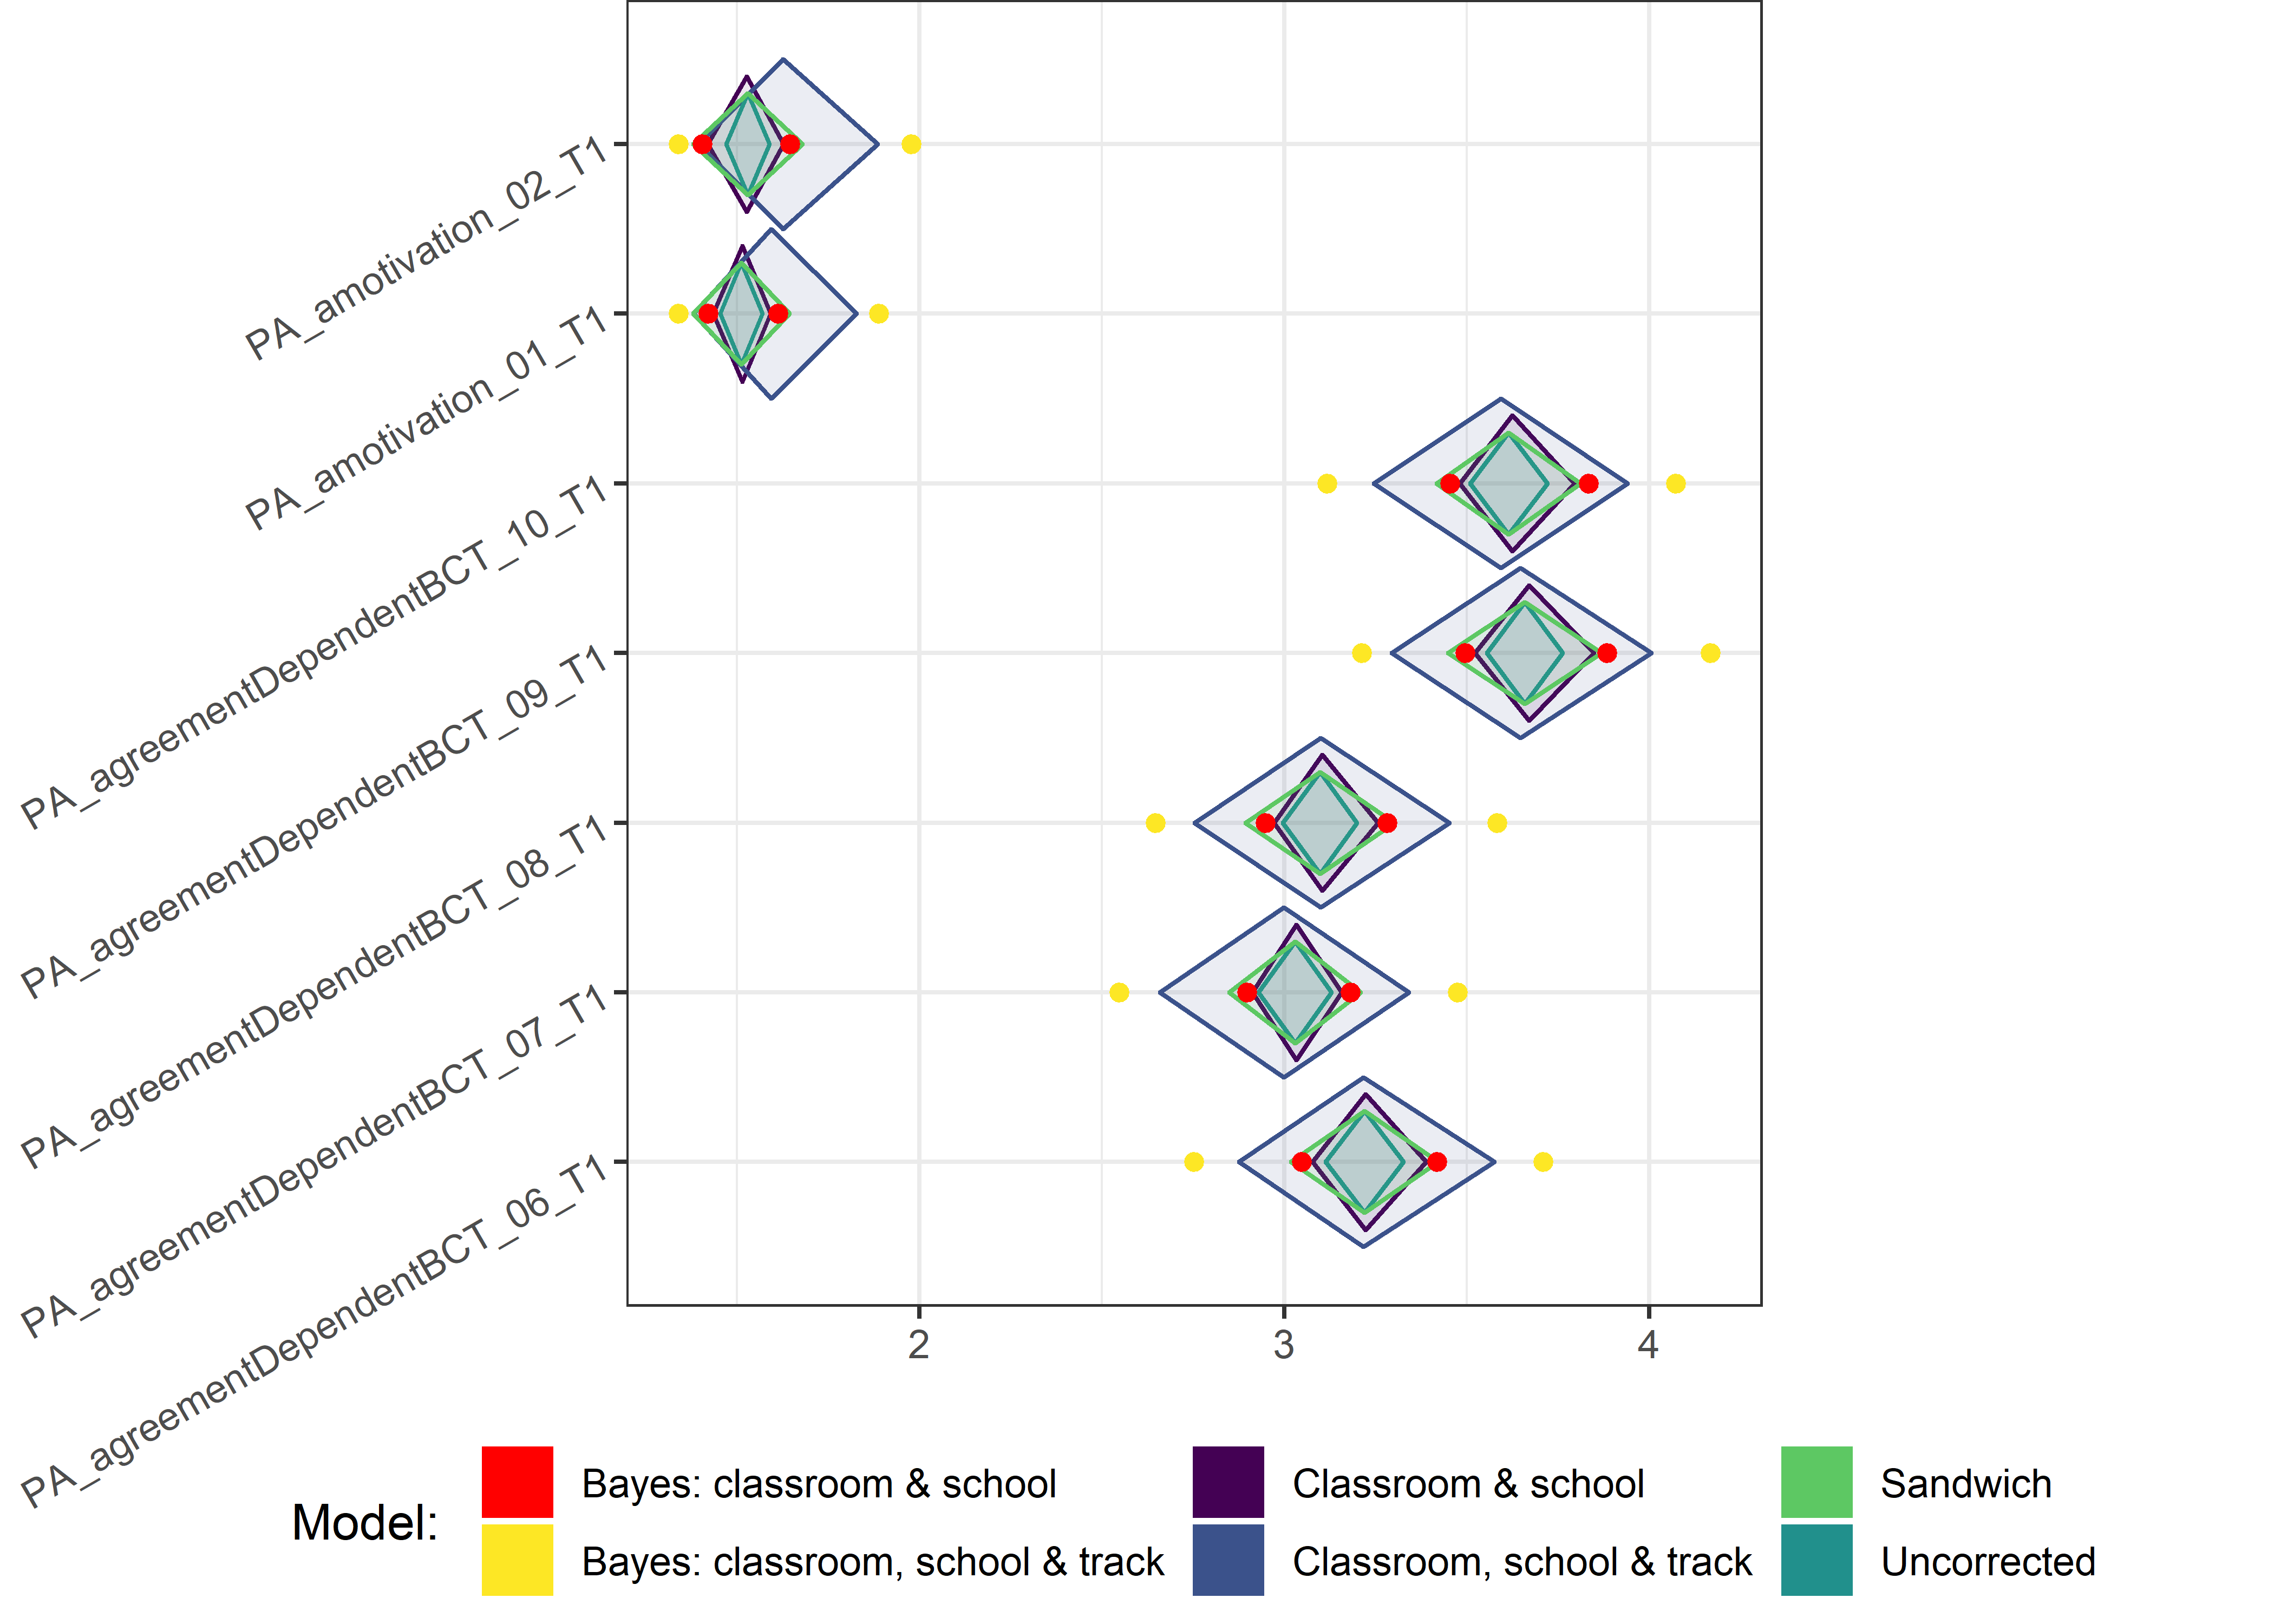 PA_amotivation_02_T1
PA_amotivation_01_T1
PA_agreementDependentBCT_10_T1
PA_agreementDependentBCT_09_T1
PA_agreementDependentBCT_08_T1
PA_agreementDependentBCT_07_T1
PA_agreementDependentBCT_06_T1
2 3 4
Model:
Bayes: classroom & school Classroom & school Sandwich
Bayes: classroom, school & track Classroom, school & track Uncorrected